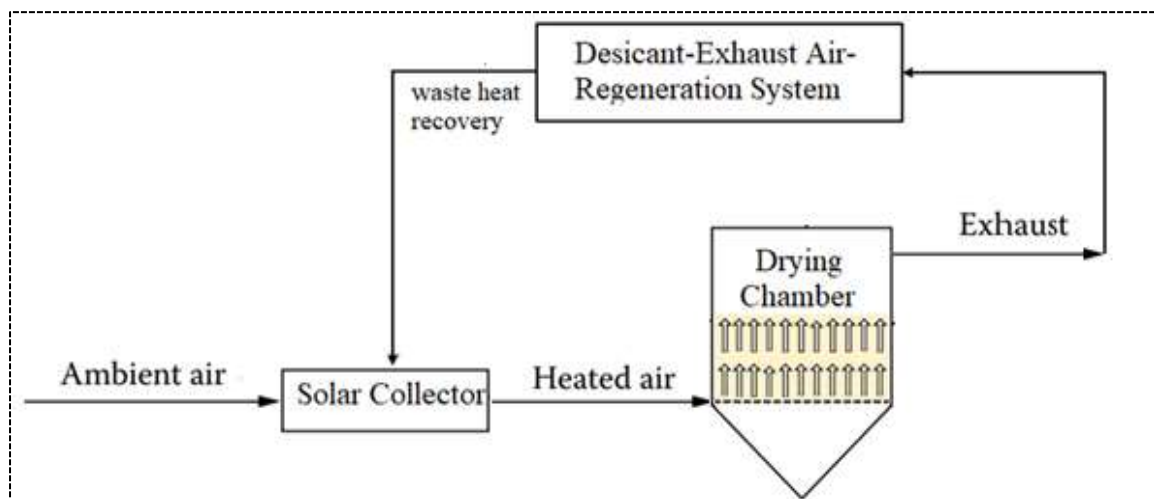 Desicant-Exhaust Air-
Regeneration System
waste heat
recovery
Exhaust
Drying
Chamber
Ambient air
Solar Collector
Heated air